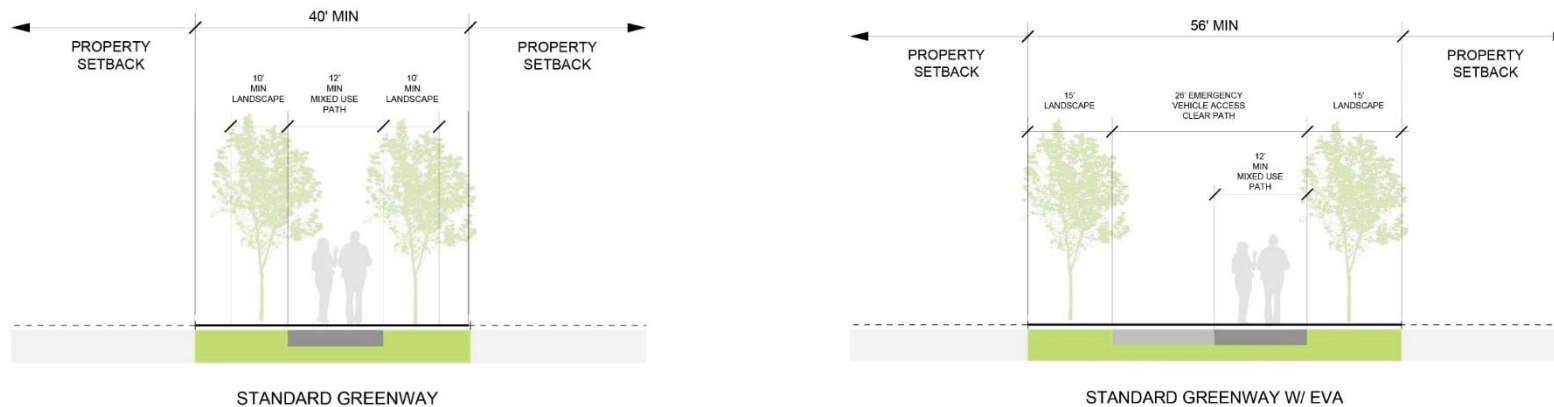 40' MIN
PROPERTY
SETBACK
PROPERTY
SETBACK
10'
MIN
LANDSCAPE
12'
MIN
MIXED USE
PATH
10'
MIN
LANDSCAPE
STANDARD GREENWAY
56' MIN
PROPERTY
SETBACK
PROPERTY
SETBACK
15'
LANDSCAPE
26' EMERGENCY
VEHICLE ACCESS
CLEAR PATH
15'
LANDSCAPE
12'
MIN
MIXED USE
PATH
STANDARD GREENWAY W/ EVA